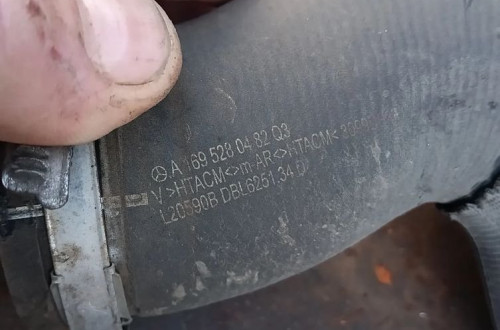 A 169 528 04 82 Q3
V >HTACM<>m-AR<>HTACM<
L20590B DBL6251,34